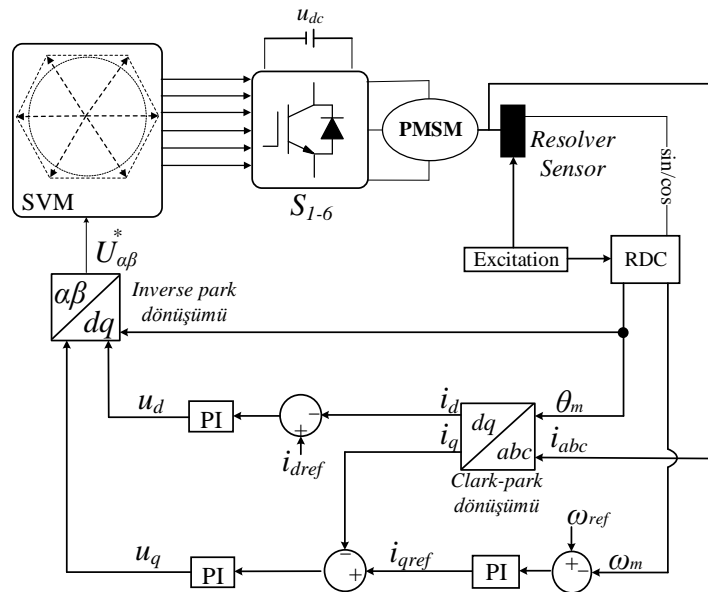 u_dc
SVM
S_1-6
PMSM
Resolver
Sensor
sin/cos
Excitation
RDC
U*_αβ
αβ
dq
Inverse park
dönüşümü
u_d
PI
−
+
i_dref
i_d
i_q
dq
abc
θ_m
i_abc
Clark-park
dönüşümü
u_q
PI
−
+
i_qref
PI
ω_ref
+
−
ω_m